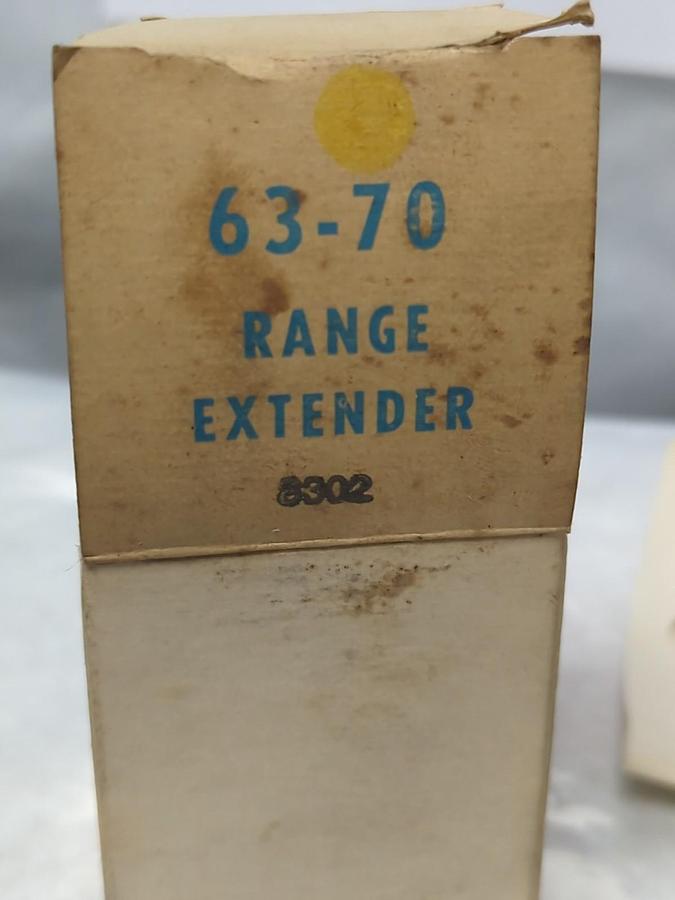 63-70
RANGE
EXTENDER
8302